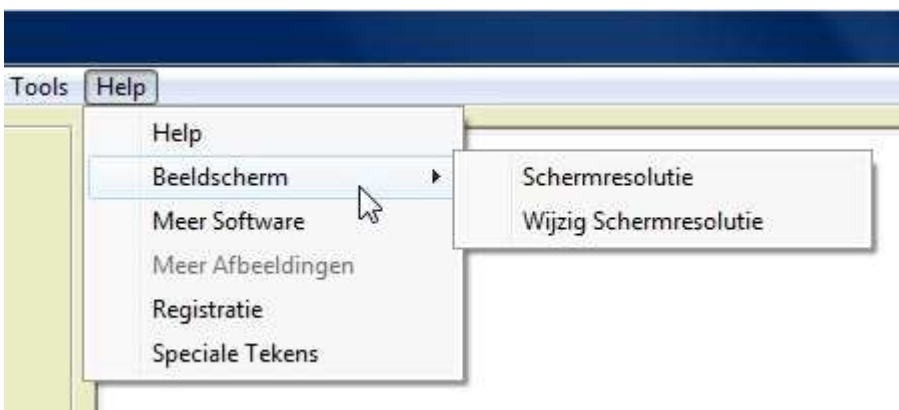 Tools Help
Help
Beeldscherm
Schermresolutie
Meer Software
Wijzig Schermresolutie
Meer Afbeeldingen
Registratie
Speciale Tekens